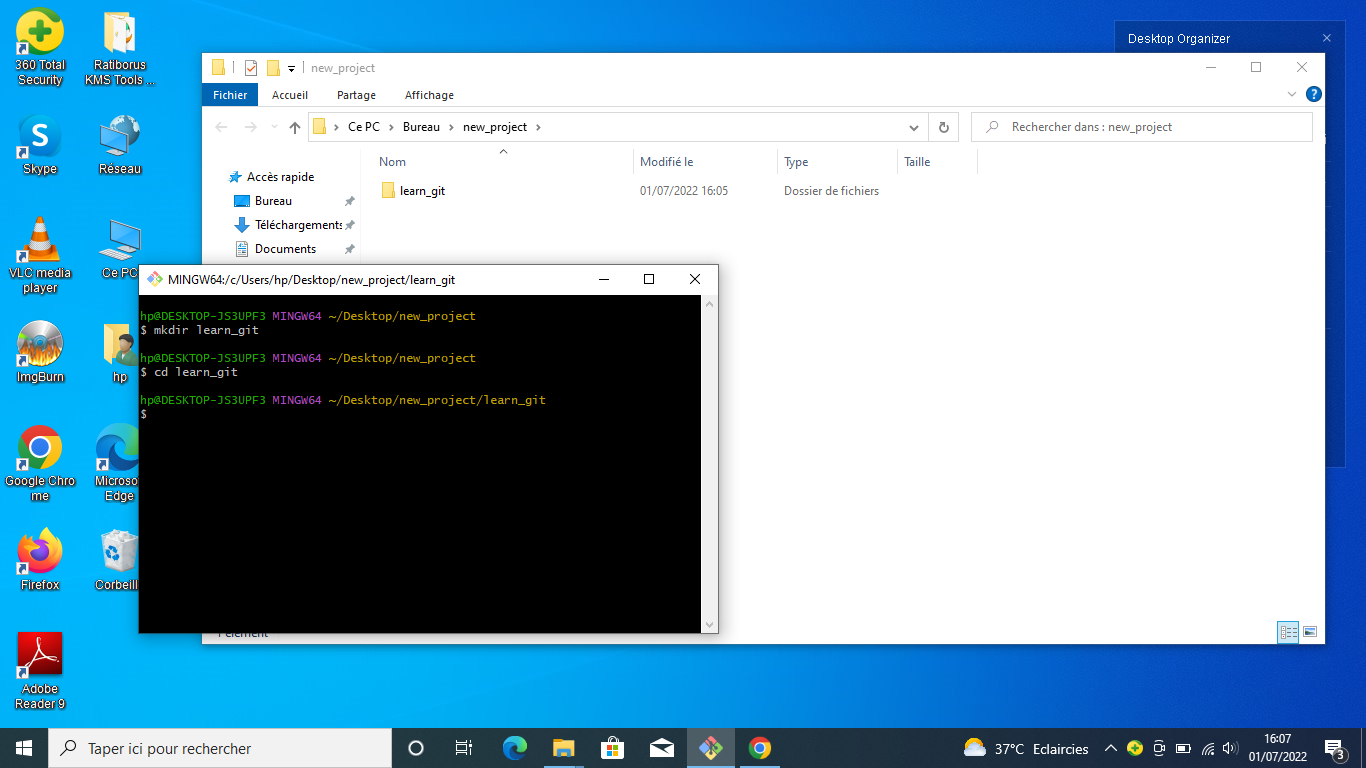 360 Total
Security
Ratiborus
KMS Tools ...
Skype
Réseau
VLC media
player
Ce PC
ImgBurn
hp
Google Chro
me
Microso
Edge
Firefox
Corbeill
Adobe
Reader 9
Desktop Organizer
new_project
Fichier
Accueil
Partage
Affichage
Ce PC
Bureau
new_project
Rechercher dans : new_project
Nom
Modifié le
Type
Taille
Accès rapide
Bureau
Téléchargements
Documents
learn_git
01/07/2022 16:05
Dossier de fichiers
MINGW64:/c/Users/hp/Desktop/new_project/learn_git
hp@DESKTOP-JS3UPF3 MINGW64 ~/Desktop/new_project
$ mkdir learn_git
hp@DESKTOP-JS3UPF3 MINGW64 ~/Desktop/new_project
$ cd learn_git
hp@DESKTOP-JS3UPF3 MINGW64 ~/Desktop/new_project/learn_git
$
Taper ici pour rechercher
37°C Eclaircies
16:07
01/07/2022
3